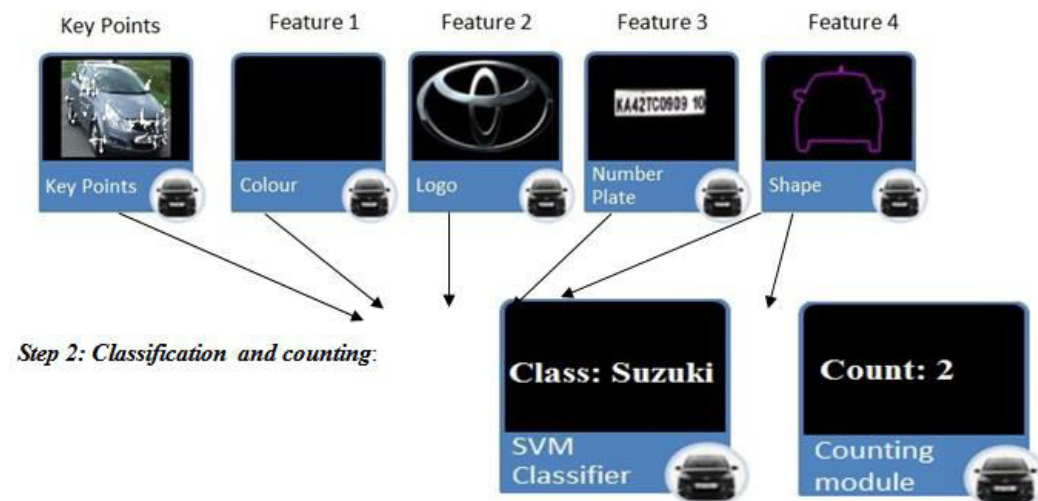 Key Points
Feature 1
Feature 2
Feature 3
Feature 4
KA42TC0909 10
Key Points
Colour
Logo
Number
Plate
Shape
Step 2: Classification and counting:
Class: Suzuki
Count: 2
SVM
Classifier
Counting
module